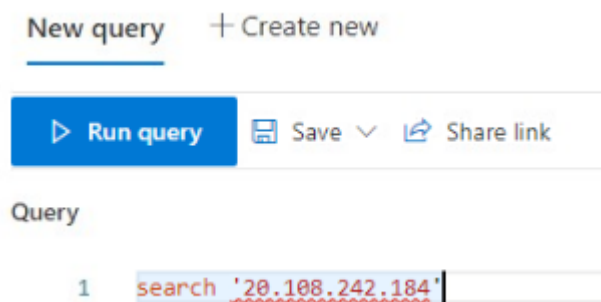 New query + Create new
Run query Save Share link
Query
1 search '20.108.242.184'